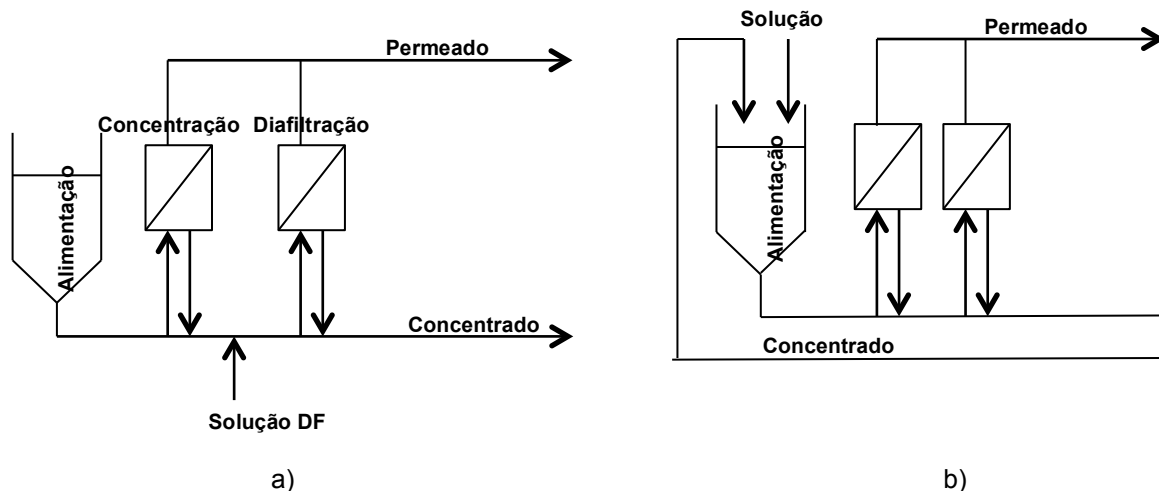 Permeado
Concentração
Diafiltração
Alimentação
Concentrado
Solução DF
a)
Solução
Permeado
Alimentação
Concentrado
b)